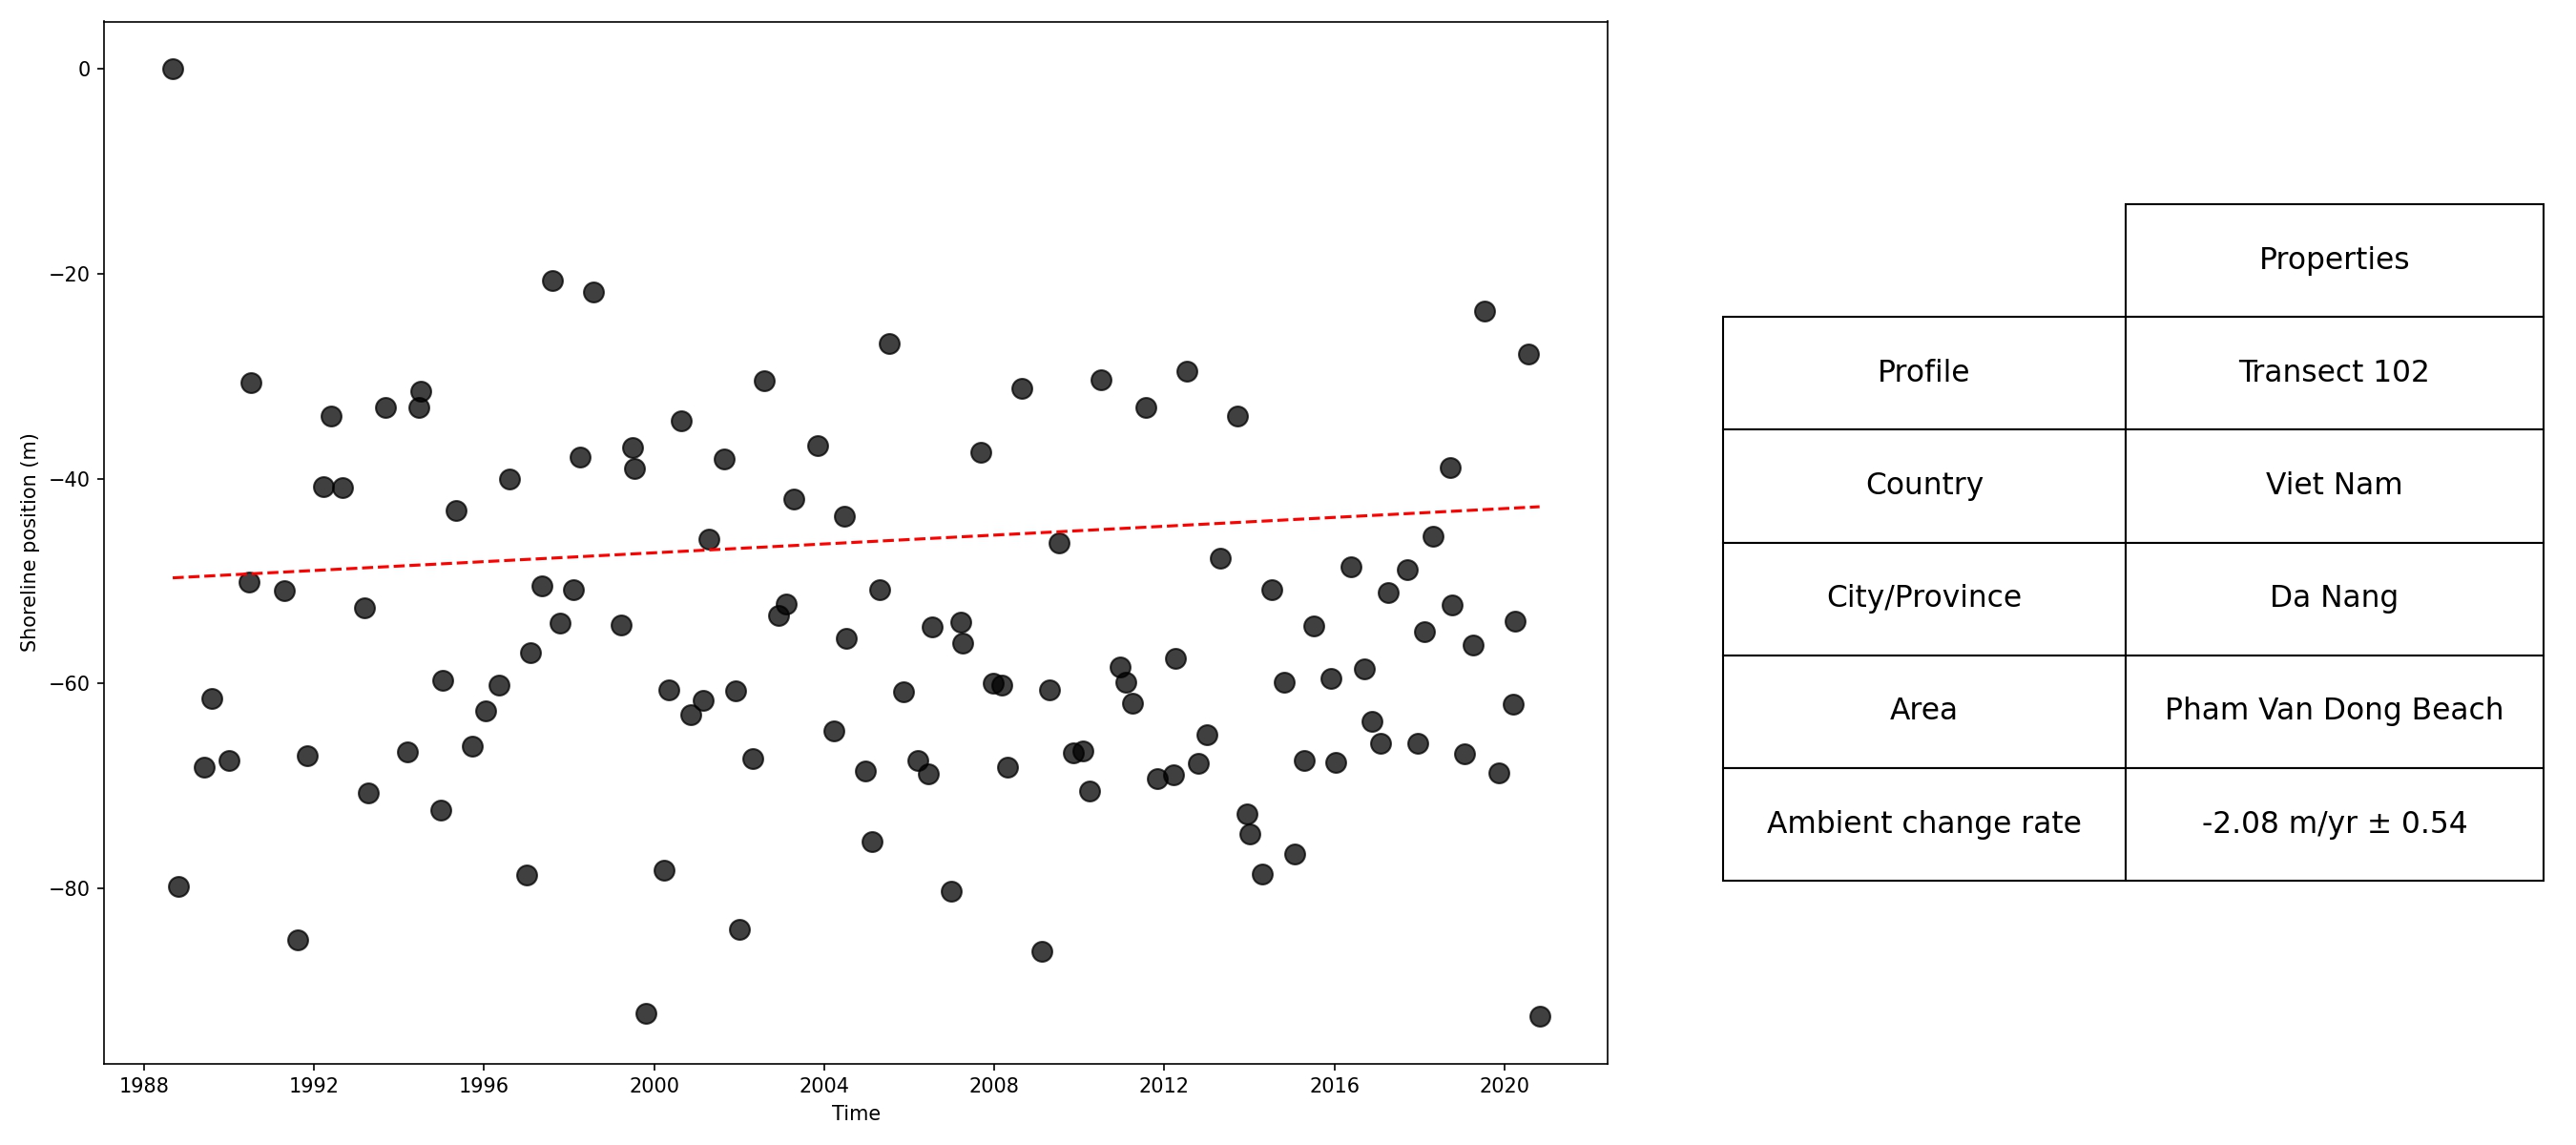 0
−20
−40
−60
−80
Shoreline position (m)
1988 1992 1996 2000 2004 2008 2012 2016 2020
Time
Properties
Profile Transect 102
Country Viet Nam
City/Province Da Nang
Area Pham Van Dong Beach
Ambient change rate -2.08 m/yr ± 0.54